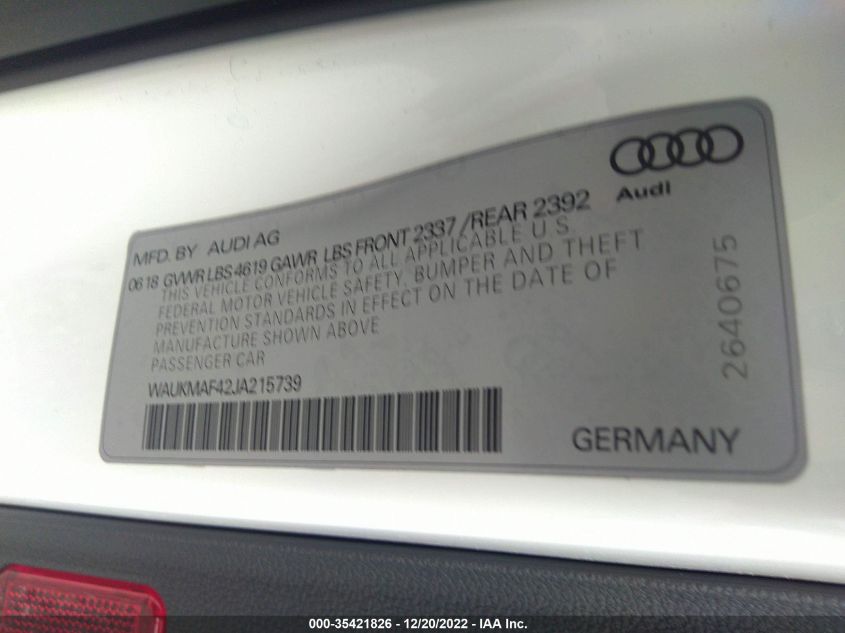 Audi
MFD. BY AUDI AG
0618 GVWR LBS 4619 GAWR LBS FRONT 2337 / REAR 2392
THIS VEHICLE CONFORMS TO ALL APPLICABLE U.S.
FEDERAL MOTOR VEHICLE SAFETY, BUMPER AND THEFT
PREVENTION STANDARDS IN EFFECT ON THE DATE OF
MANUFACTURE SHOWN ABOVE
PASSENGER CAR
WAUKMAF42JA215739
GERMANY
2640675
000-35421826 - 12/20/2022 - IAA Inc.